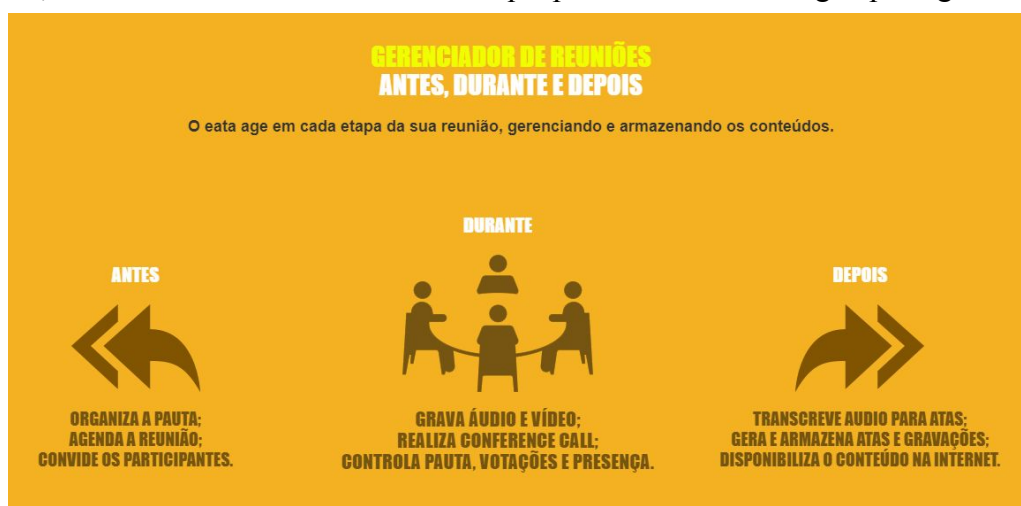 GERENCIADOR DE REUNIÕES
ANTES, DURANTE E DEPOIS
O eata age em cada etapa da sua reunião, gerenciando e armazenando os conteúdos.
ANTES
ORGANIZA A PAUTA;
AGENDA A REUNIÃO;
CONVIDE OS PARTICIPANTES.
DURANTE
GRAVA ÁUDIO E VÍDEO;
REALIZA CONFERENCE CALL;
CONTROLA PAUTA, VOTAÇÕES E PRESENÇA.
DEPOIS
TRANSCREVE AUDIO PARA ATAS;
GERA E ARMAZENA ATAS E GRAVAÇÕES;
DISPONIBILIZA O CONTEÚDO NA INTERNET.